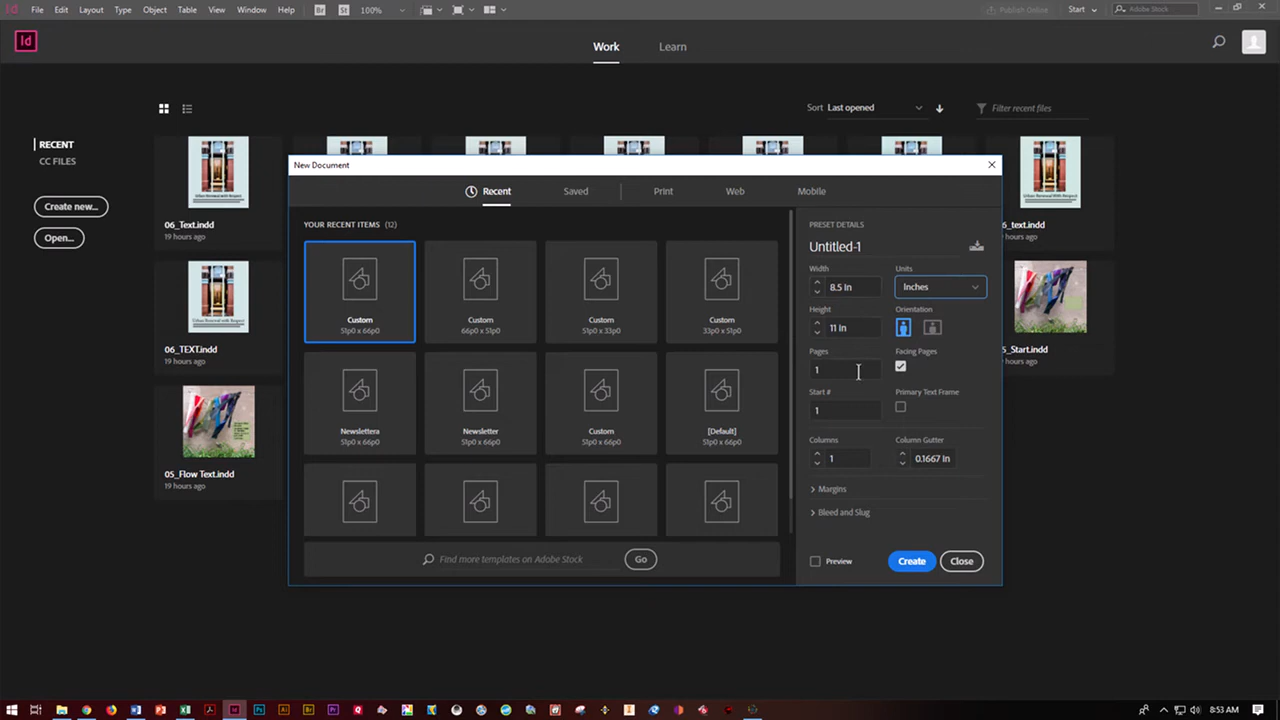 Id File Edit Layout Type Object Table View Window Help Br St 100% Publish Online Start Adobe Stock
Id Work Learn
Sort Last opened Filter recent files
RECENT
CC FILES
Create new...
Open...
06_Text.indd
19 hours ago
06_TEXT.indd
19 hours ago
05_Flow Text.indd
19 hours ago
_text.indd
19 hours ago
_Start.indd
19 hours ago
New Document
Recent Saved Print Web Mobile
YOUR RECENT ITEMS (12)
Custom
51p0 x 66p0
Custom
66p0 x 51p0
Custom
51p0 x 33p0
Custom
33p0 x 51p0
Newslettera
51p0 x 66p0
Newsletter
51p0 x 66p0
Custom
51p0 x 66p0
[Default]
51p0 x 66p0
Find more templates on Adobe Stock Go
PRESET DETAILS
Untitled-1
Width Units
8.5 in Inches
Height Orientation
11 in
Pages Facing Pages
1
Start # Primary Text Frame
1
Columns Column Gutter
1 0.1667 in
Margins
Bleed and Slug
Preview Create Close
8:53 AM